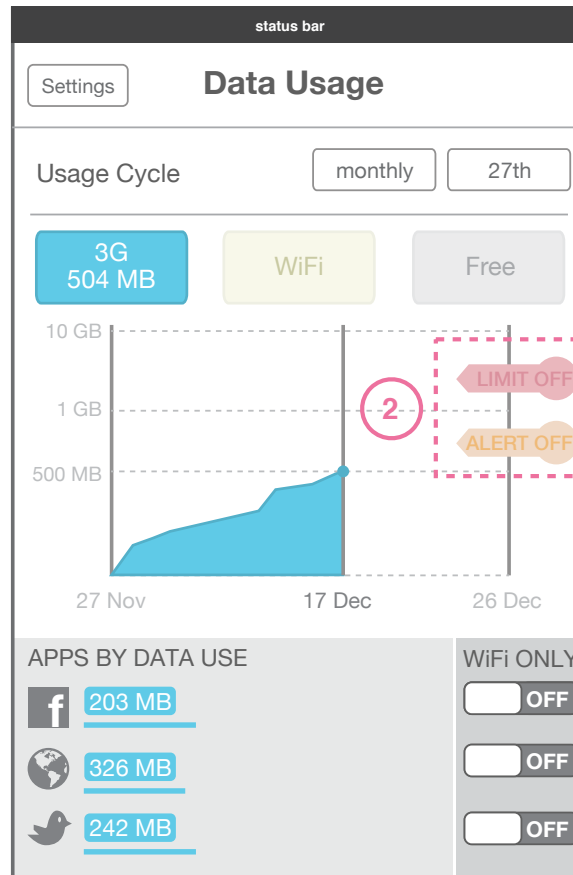 status bar
Settings
Data Usage
Usage Cycle
monthly
27th
3G
504 MB
WiFi
Free
10 GB
LIMIT OFF
1 GB
2
ALERT OFF
500 MB
27 Nov
17 Dec
26 Dec
APPS BY DATA USE
WiFi ONLY
f
203 MB
OFF
326 MB
OFF
242 MB
OFF